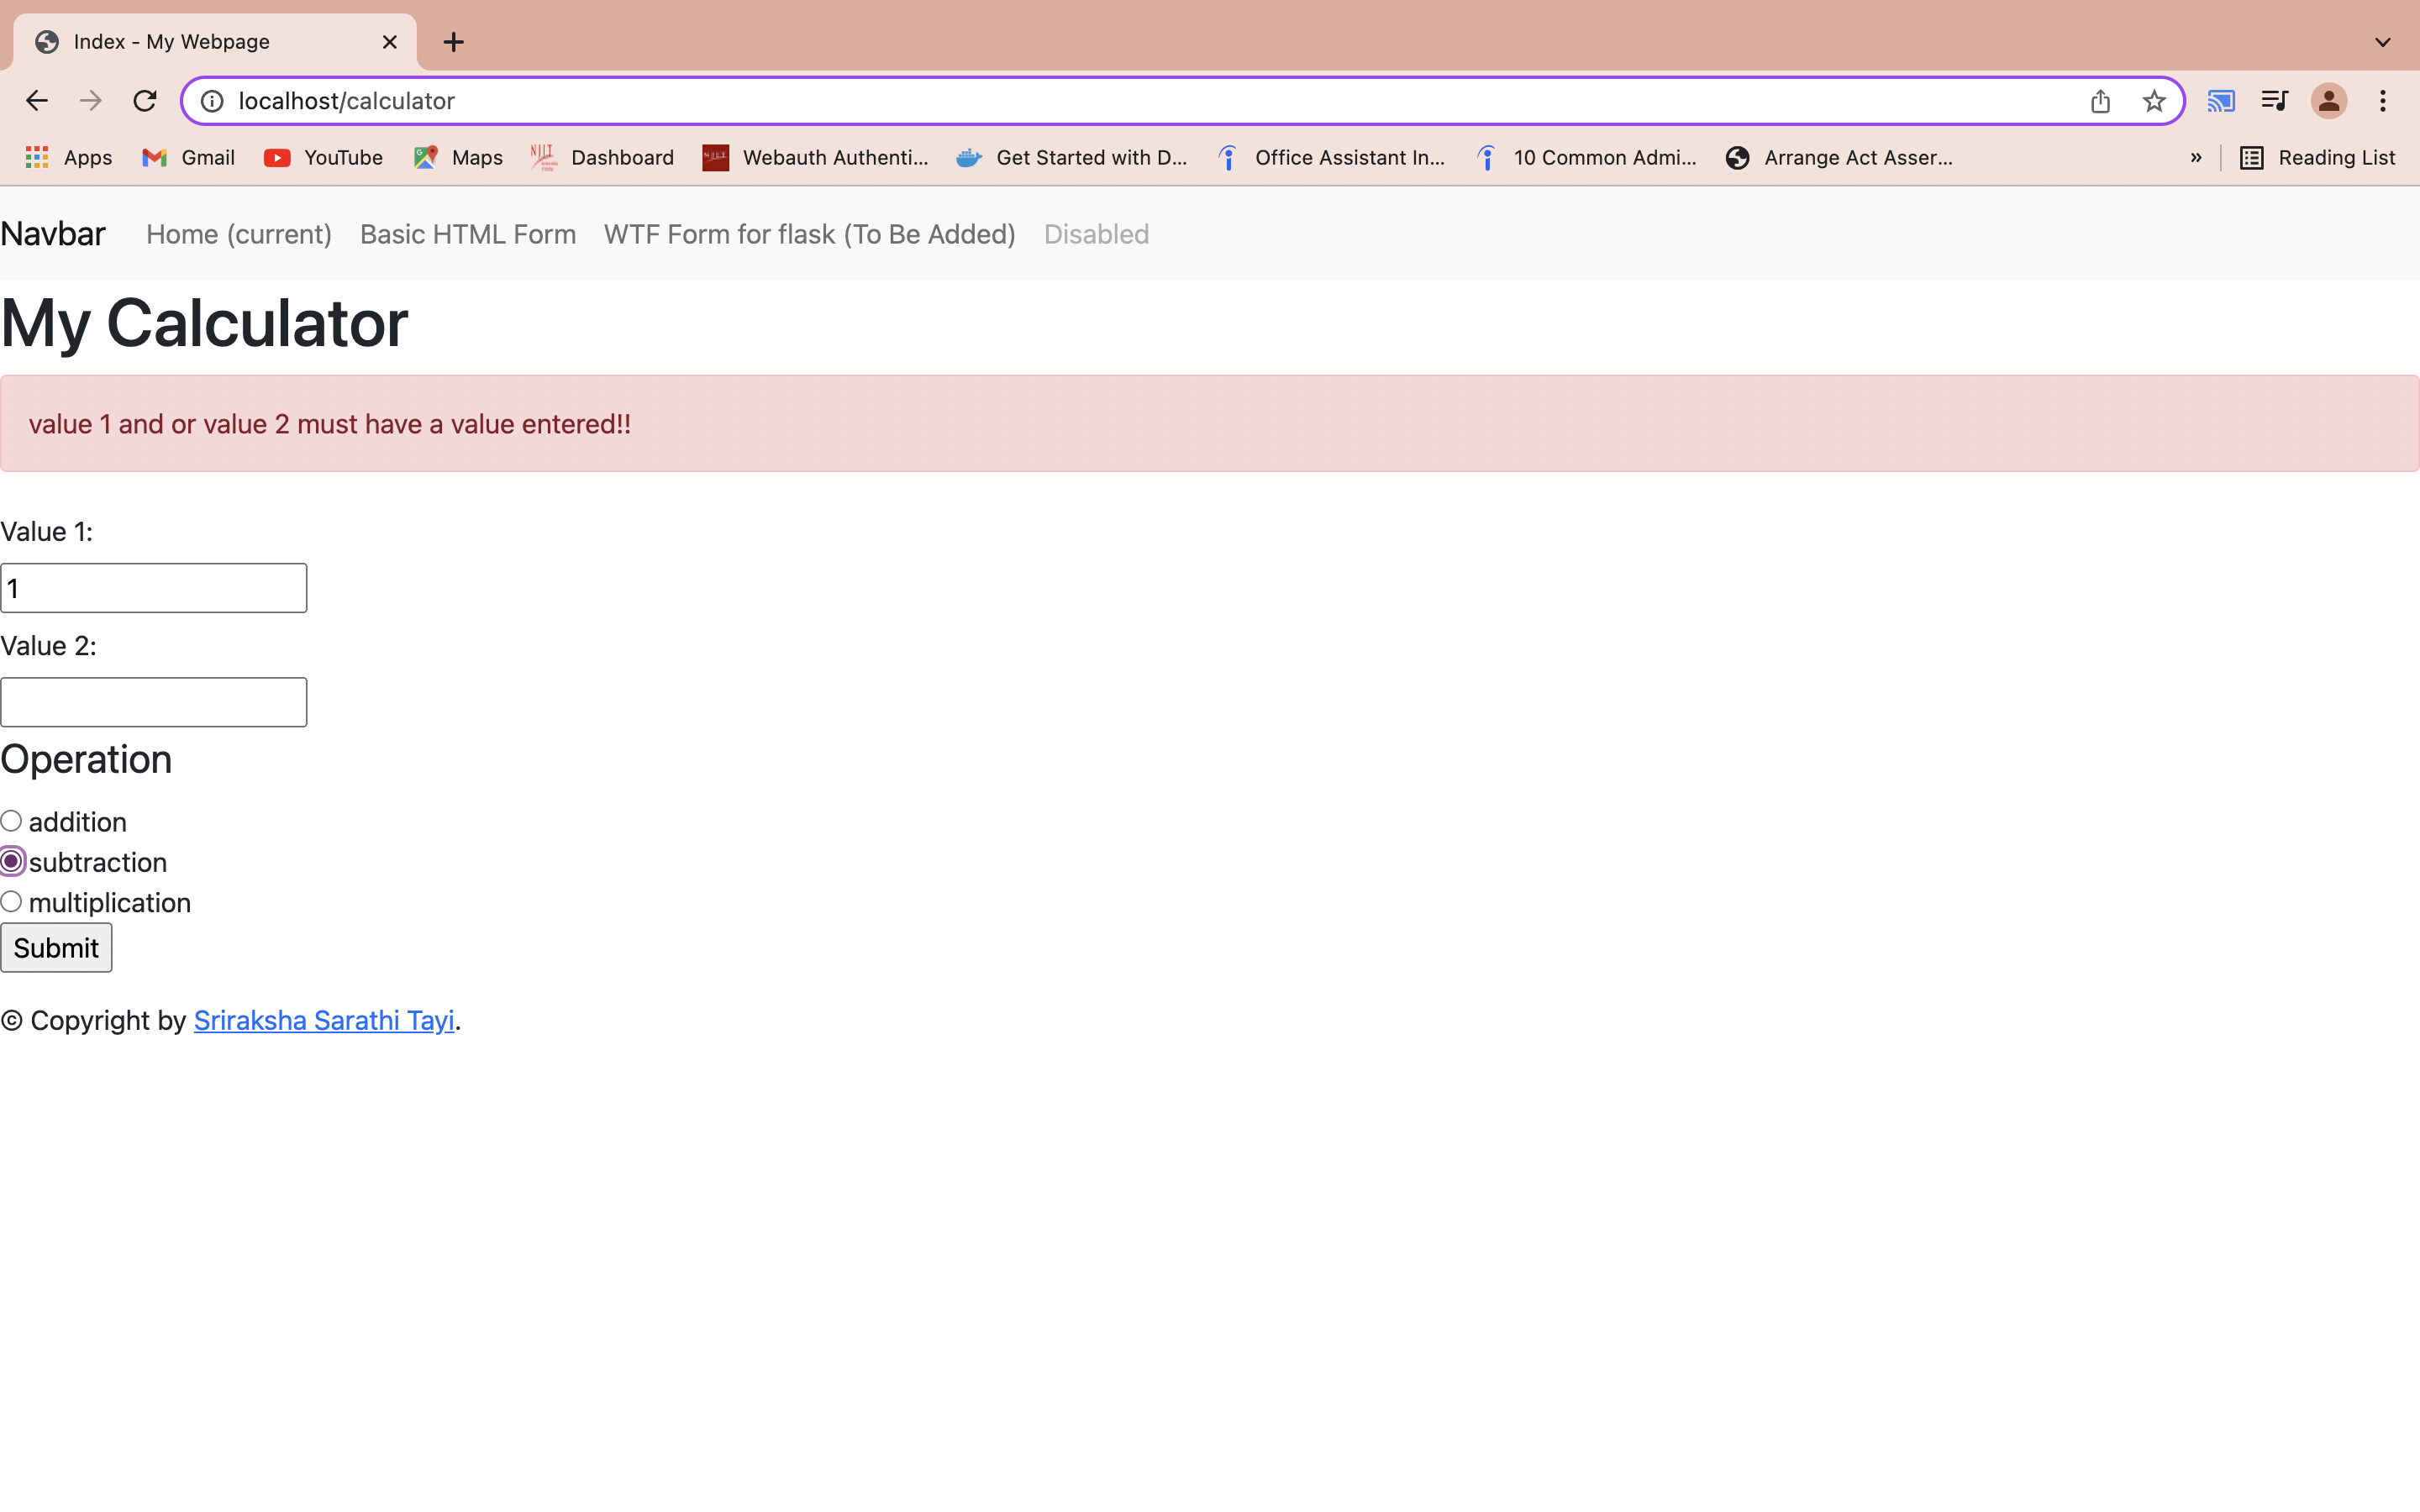 Index - My Webpage
localhost/calculator
Apps Gmail YouTube Maps Dashboard Webauth Authenti... Get Started with D... Office Assistant In... 10 Common Admi... Arrange Act Asser... » Reading List
Navbar Home (current) Basic HTML Form WTF Form for flask (To Be Added) Disabled
My Calculator
value 1 and or value 2 must have a value entered!!
Value 1:
1
Value 2:
Operation
addition
subtraction
multiplication
Submit
© Copyright by Sriraksha Sarathi Tayi.